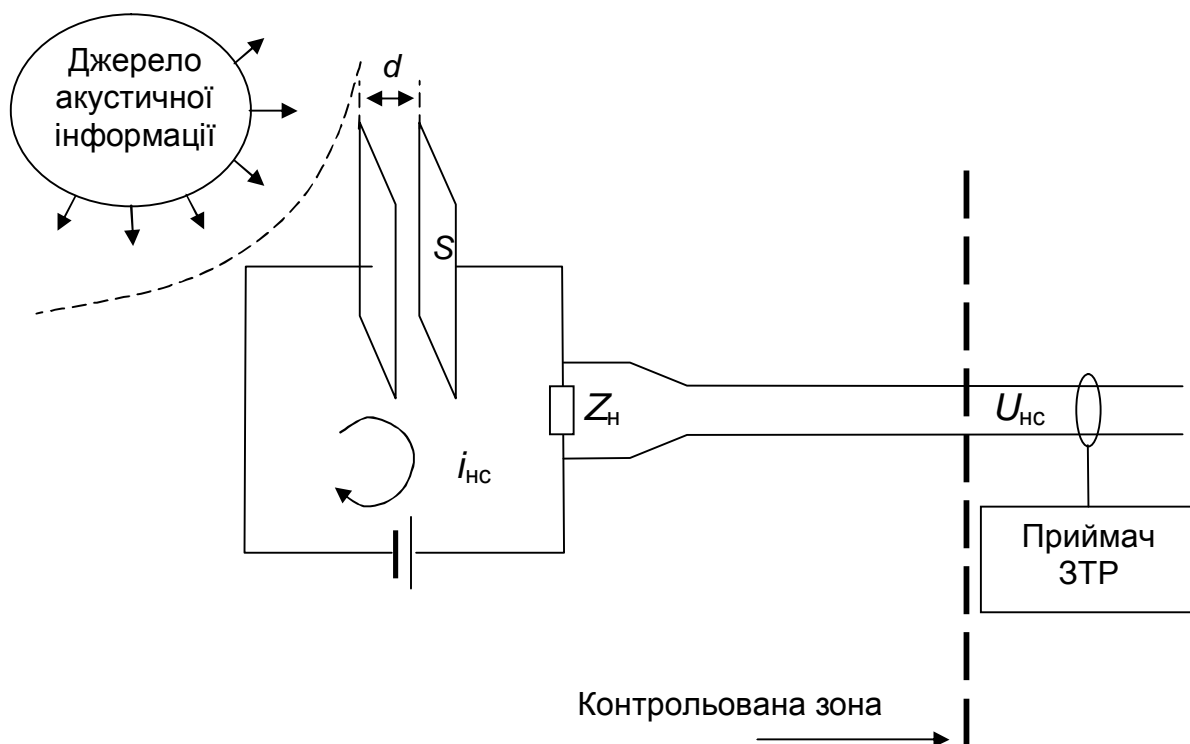 Джерело
акустичної
інформації
d
S
Zн
Uнс
iнс
Приймач
ЗТР
Контрольована зона